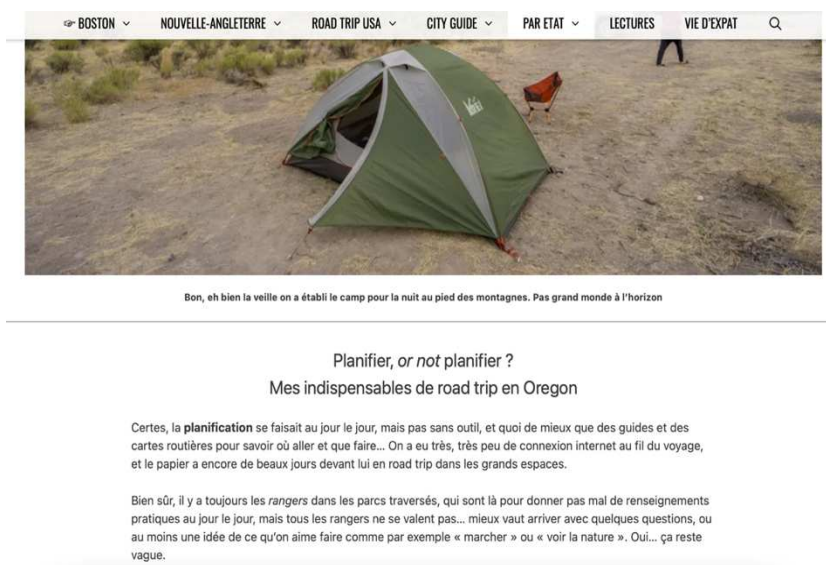 ☞ BOSTON NOUVELLE-ANGLETERRE ROAD TRIP USA CITY GUIDE PAR ETAT LECTURES VIE D'EXPAT
REI
Bon, eh bien la veille on a établi le camp pour la nuit au pied des montagnes. Pas grand monde à l'horizon
Planifier, or not planifier ?
Mes indispensables de road trip en Oregon
Certes, la planification se faisait au jour le jour, mais pas sans outil, et quoi de mieux que des guides et des
cartes routières pour savoir où aller et que faire... On a eu très, très peu de connexion internet au fil du voyage,
et le papier a encore de beaux jours devant lui en road trip dans les grands espaces.
Bien sûr, il y a toujours les rangers dans les parcs traversés, qui sont là pour donner pas mal de renseignements
pratiques au jour le jour, mais tous les rangers ne se valent pas... mieux vaut arriver avec quelques questions, ou
au moins une idée de ce qu'on aime faire comme par exemple « marcher » ou « voir la nature ». Oui... ça reste
vague.